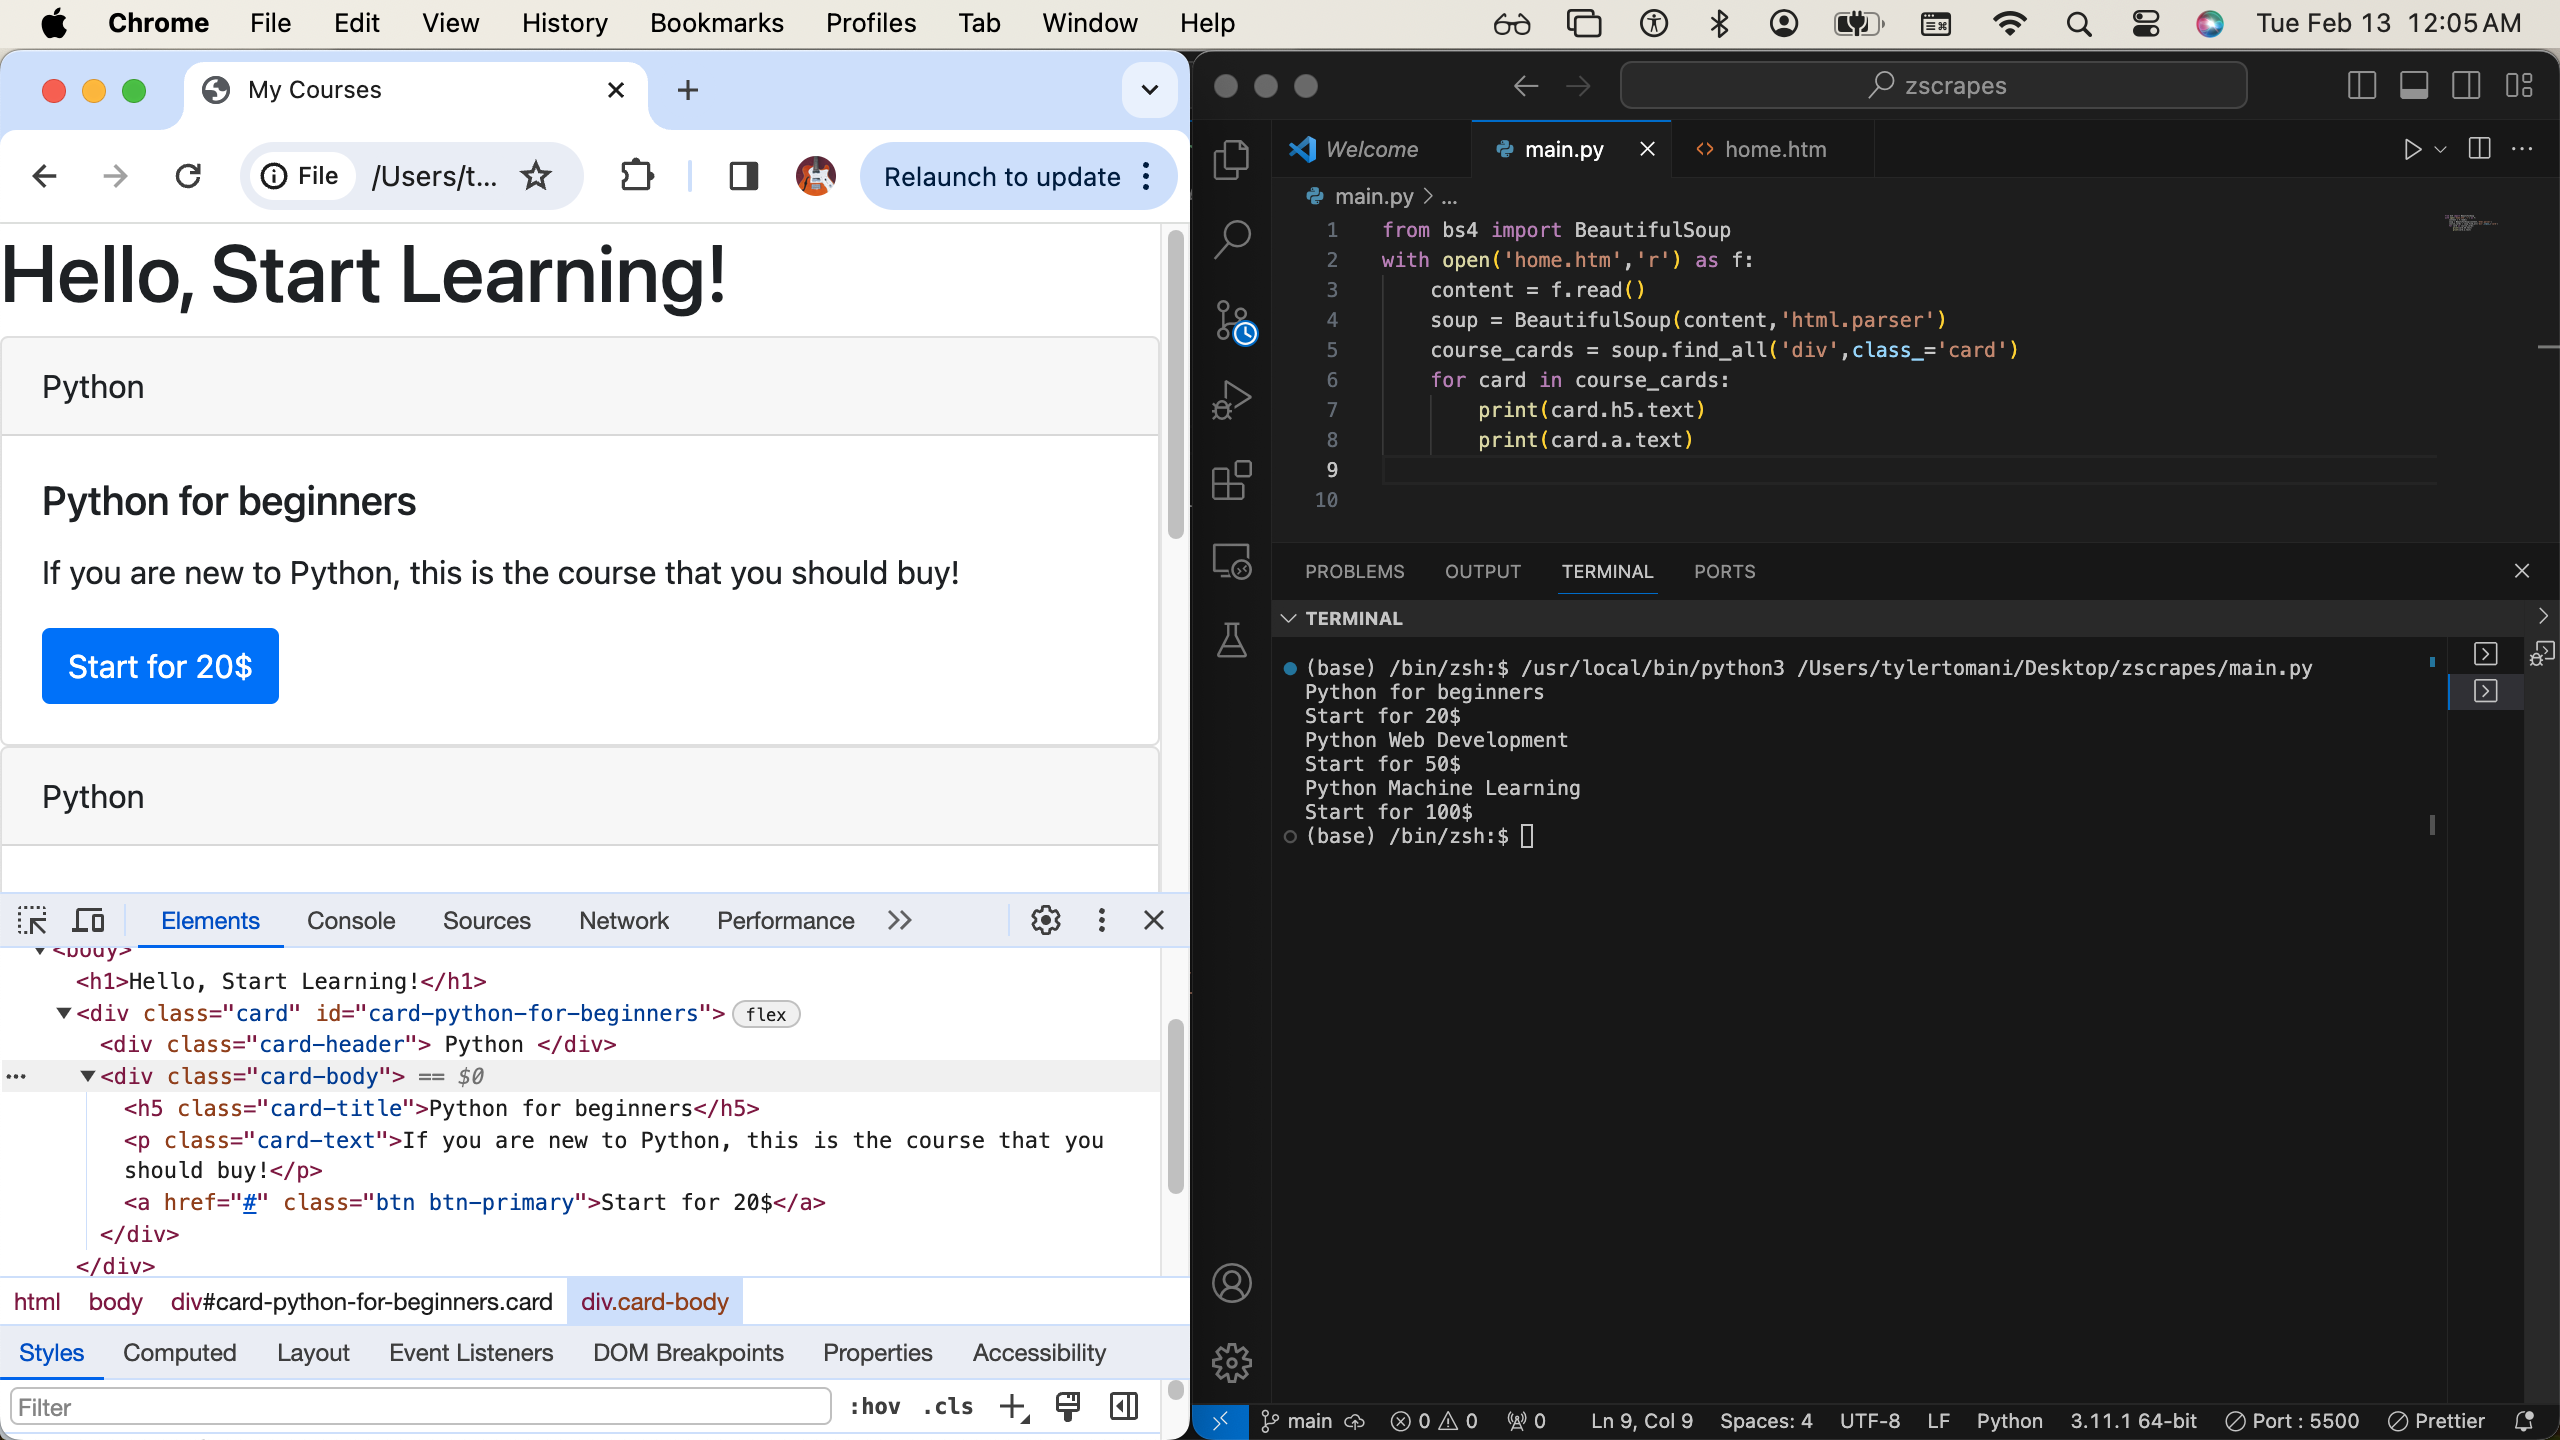 Chrome File Edit View History Bookmarks Profiles Tab Window Help Tue Feb 13 12:05 AM
My Courses
File /Users/t... Relaunch to update
Hello, Start Learning!
Python
Python for beginners
If you are new to Python, this is the course that you should buy!
Start for 20$
Python
Elements Console Sources Network Performance
<body>
<h1>Hello, Start Learning!</h1>
<div class="card" id="card-python-for-beginners"> flex
<div class="card-header"> Python </div>
... <div class="card-body"> == $0
<h5 class="card-title">Python for beginners</h5>
<p class="card-text">If you are new to Python, this is the course that you
should buy!</p>
<a href="#" class="btn btn-primary">Start for 20$</a>
</div>
</div>
html body div#card-python-for-beginners.card div.card-body
Styles Computed Layout Event Listeners DOM Breakpoints Properties Accessibility
Filter :hov .cls
zscrapes
Welcome main.py home.htm
main.py > ...
1 from bs4 import BeautifulSoup
2 with open('home.htm','r') as f:
3 content = f.read()
4 soup = BeautifulSoup(content,'html.parser')
5 course_cards = soup.find_all('div',class_='card')
6 for card in course_cards:
7 print(card.h5.text)
8 print(card.a.text)
9
10
PROBLEMS OUTPUT TERMINAL PORTS
TERMINAL
(base) /bin/zsh:$ /usr/local/bin/python3 /Users/tylertomani/Desktop/zscrapes/main.py
Python for beginners
Start for 20$
Python Web Development
Start for 50$
Python Machine Learning
Start for 100$
(base) /bin/zsh:$
main 0 0 0 Ln 9, Col 9 Spaces: 4 UTF-8 LF Python 3.11.1 64-bit Port : 5500 Prettier